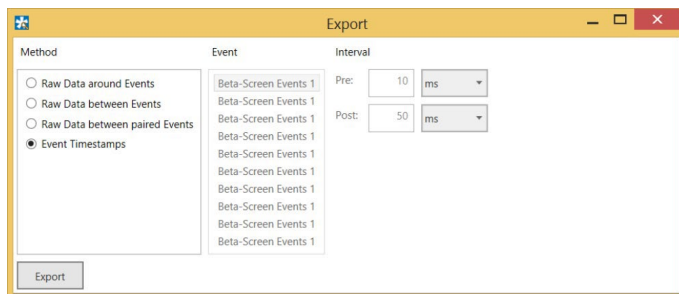 Export
Method
Event
Interval
Raw Data around Events
Raw Data between Events
Raw Data between paired Events
Event Timestamps
Beta-Screen Events 1
Beta-Screen Events 1
Beta-Screen Events 1
Beta-Screen Events 1
Beta-Screen Events 1
Beta-Screen Events 1
Beta-Screen Events 1
Beta-Screen Events 1
Beta-Screen Events 1
Beta-Screen Events 1
Pre: 10 ms
Post: 50 ms
Export